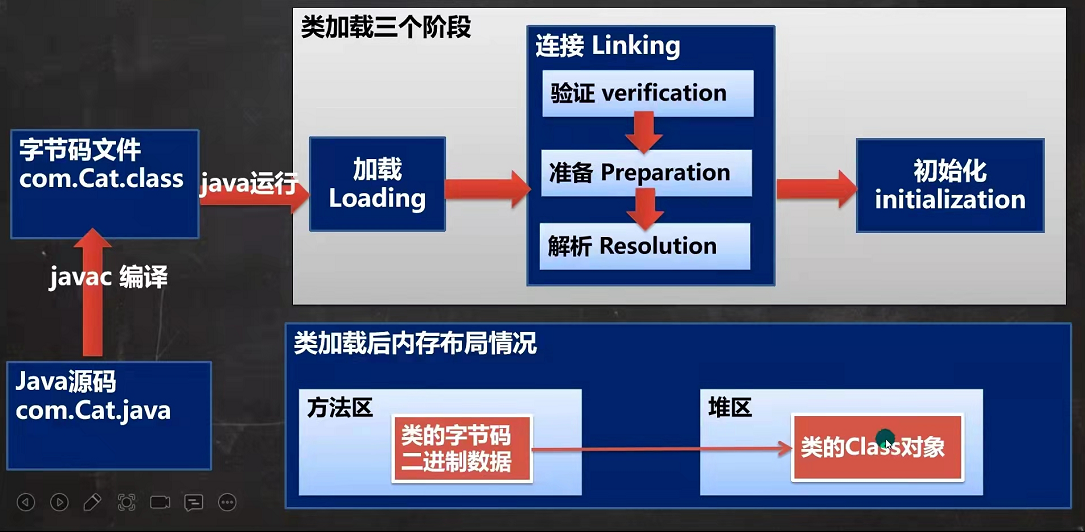 类加载三个阶段
连接 Linking
验证 verification
准备 Preparation
解析 Resolution
加载
Loading
初始化
initialization
字节码文件
com.Cat.class
java运行
javac 编译
Java源码
com.Cat.java
类加载后内存布局情况
方法区
类的字节码
二进制数据
堆区
类的Class对象